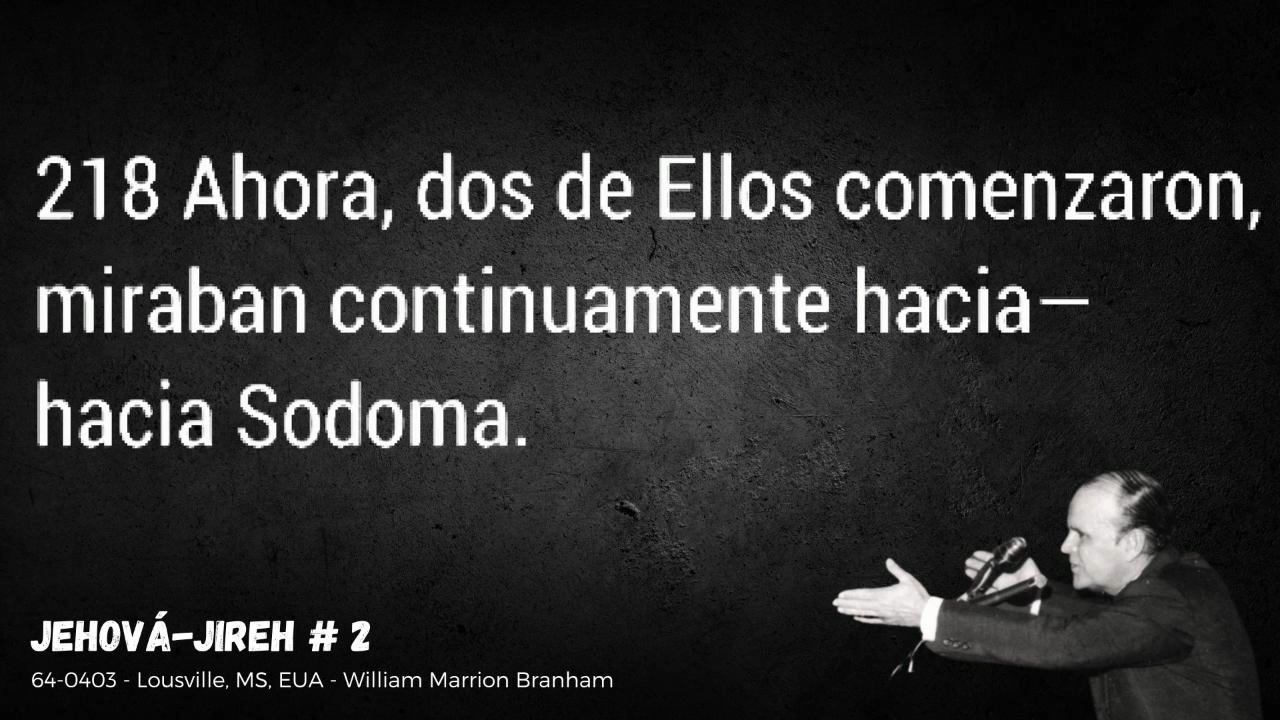 218 Ahora, dos de Ellos comenzaron,
miraban continuamente hacia—
hacia Sodoma.
JEHOVÁ-JIREH # 2
64-0403 - Lousville, MS, EUA - William Marrion Branham